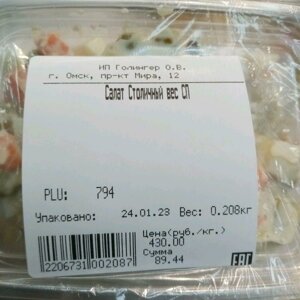 ИП Голингер О.В.
г. Омск, пр-кт Мира, 12
Салат Столичный вес СП
PLU: 794
Упаковано: 24.01.23 Вес: 0.208кг
Цена(руб./кг.)
430.00
Сумма
89.44
2206731002087
EAC